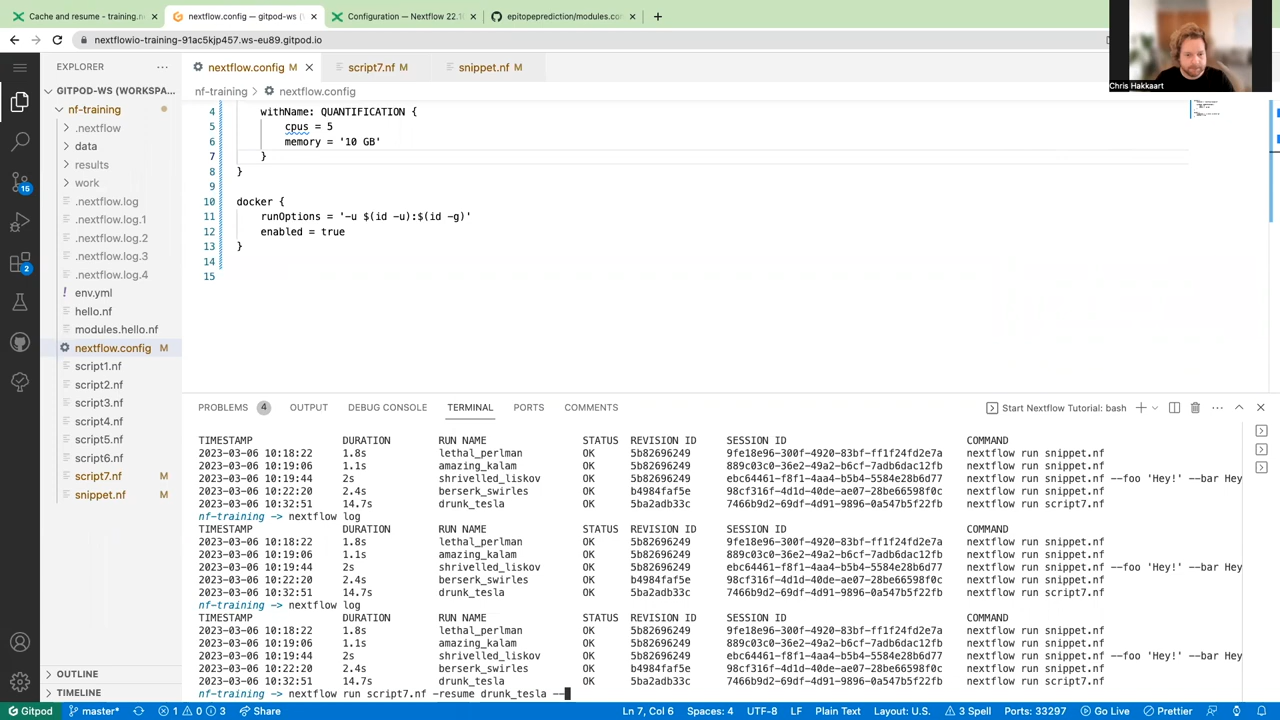 Cache and resume - training.n
nextflow.config — gitpod-ws (
Configuration — Nextflow 22.1
epitopeprediction/modules.co
nextflowio-training-91ac5kjp457.ws-eu89.gitpod.io
Chris Hakkaart
EXPLORER
GITPOD-WS (WORKSPA...
nf-training
.nextflow
data
results
work
.nextflow.log
.nextflow.log.1
.nextflow.log.2
.nextflow.log.3
.nextflow.log.4
env.yml
hello.nf
modules.hello.nf
nextflow.config M
script1.nf
script2.nf
script3.nf
script4.nf
script5.nf
script6.nf
script7.nf M
snippet.nf M
OUTLINE
TIMELINE
15
2
nextflow.config M
script7.nf M
snippet.nf M
nf-training > nextflow.config
4 withName: QUANTIFICATION {
5 cpus = 5
6 memory = '10 GB'
7 }
8 }
9
10 docker {
11 runOptions = '-u $(id -u):$(id -g)'
12 enabled = true
13 }
14
15
PROBLEMS 4 OUTPUT DEBUG CONSOLE TERMINAL PORTS COMMENTS
Start Nextflow Tutorial: bash
TIMESTAMP DURATION RUN NAME STATUS REVISION ID SESSION ID COMMAND
2023-03-06 10:18:22 1.8s lethal_perlman OK 5b82696249 9fe18e96-300f-4920-83bf-ff1f24fd2e7a nextflow run snippet.nf
2023-03-06 10:19:06 1.1s amazing_kalam OK 5b82696249 889c03c0-36e2-49a2-b6cf-7adb6dac12fb nextflow run snippet.nf
2023-03-06 10:19:44 2s shrivelled_liskov OK 5b82696249 ebc64461-f8f1-4aa4-b5b4-5584e28b6d77 nextflow run snippet.nf --foo 'Hey!' --bar Hey
2023-03-06 10:22:20 2.4s berserk_swirles OK b4984faf5e 98cf316f-4d1d-40de-ae07-28be66598f0c nextflow run snippet.nf
2023-03-06 10:32:51 14.7s drunk_tesla OK 5ba2adb33c 7466b9d2-69df-4d91-9896-0a547b5f22fb nextflow run script7.nf
nf-training -> nextflow log
TIMESTAMP DURATION RUN NAME STATUS REVISION ID SESSION ID COMMAND
2023-03-06 10:18:22 1.8s lethal_perlman OK 5b82696249 9fe18e96-300f-4920-83bf-ff1f24fd2e7a nextflow run snippet.nf
2023-03-06 10:19:06 1.1s amazing_kalam OK 5b82696249 889c03c0-36e2-49a2-b6cf-7adb6dac12fb nextflow run snippet.nf
2023-03-06 10:19:44 2s shrivelled_liskov OK 5b82696249 ebc64461-f8f1-4aa4-b5b4-5584e28b6d77 nextflow run snippet.nf --foo 'Hey!' --bar Hey
2023-03-06 10:22:20 2.4s berserk_swirles OK b4984faf5e 98cf316f-4d1d-40de-ae07-28be66598f0c nextflow run snippet.nf
2023-03-06 10:32:51 14.7s drunk_tesla OK 5ba2adb33c 7466b9d2-69df-4d91-9896-0a547b5f22fb nextflow run script7.nf
nf-training -> nextflow log
TIMESTAMP DURATION RUN NAME STATUS REVISION ID SESSION ID COMMAND
2023-03-06 10:18:22 1.8s lethal_perlman OK 5b82696249 9fe18e96-300f-4920-83bf-ff1f24fd2e7a nextflow run snippet.nf
2023-03-06 10:19:06 1.1s amazing_kalam OK 5b82696249 889c03c0-36e2-49a2-b6cf-7adb6dac12fb nextflow run snippet.nf
2023-03-06 10:19:44 2s shrivelled_liskov OK 5b82696249 ebc64461-f8f1-4aa4-b5b4-5584e28b6d77 nextflow run snippet.nf --foo 'Hey!' --bar Hey
2023-03-06 10:22:20 2.4s berserk_swirles OK b4984faf5e 98cf316f-4d1d-40de-ae07-28be66598f0c nextflow run snippet.nf
2023-03-06 10:32:51 14.7s drunk_tesla OK 5ba2adb33c 7466b9d2-69df-4d91-9896-0a547b5f22fb nextflow run script7.nf
nf-training -> nextflow run script7.nf -resume drunk_tesla --
Gitpod master* 1 0 3 Share Ln 7, Col 6 Spaces: 4 UTF-8 LF Plain Text Layout: U.S. 3 Spell Ports: 33297 Go Live Prettier